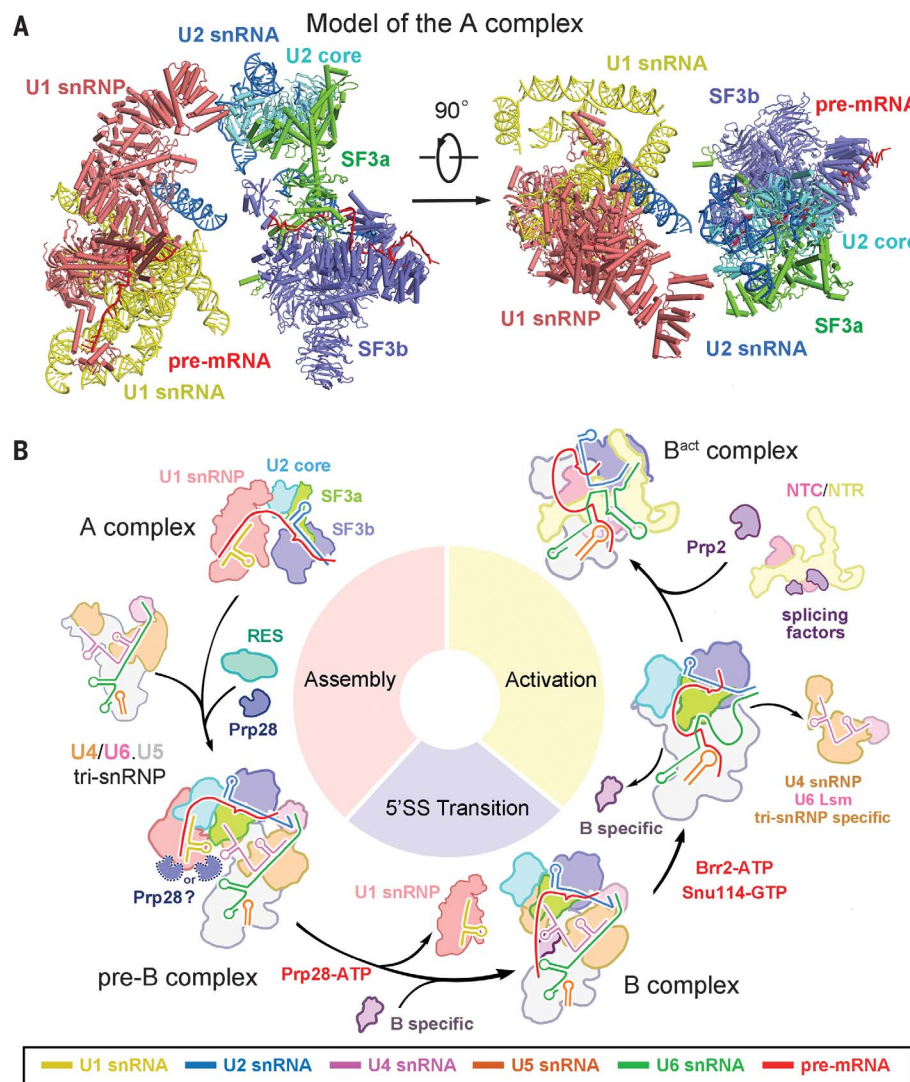 A
Model of the A complex
U2 snRNA
U2 core
U1 snRNP
SF3a
SF3b
pre-mRNA
U1 snRNA
90°
U1 snRNA
SF3b
pre-mRNA
U2 core
U1 snRNP
SF3a
U2 snRNA
B
A complex
U1 snRNP
U2 core
SF3a
SF3b
Bact complex
NTC/NTR
Prp2
splicing
factors
RES
Prp28
U4/U6.U5
tri-snRNP
Assembly
Activation
5'SS Transition
B specific
U4 snRNP
U6 Lsm
tri-snRNP specific
or
Prp28?
pre-B complex
U1 snRNP
Prp28-ATP
B specific
Brr2-ATP
Snu114-GTP
B complex
U1 snRNA
U2 snRNA
U4 snRNA
U5 snRNA
U6 snRNA
pre-mRNA